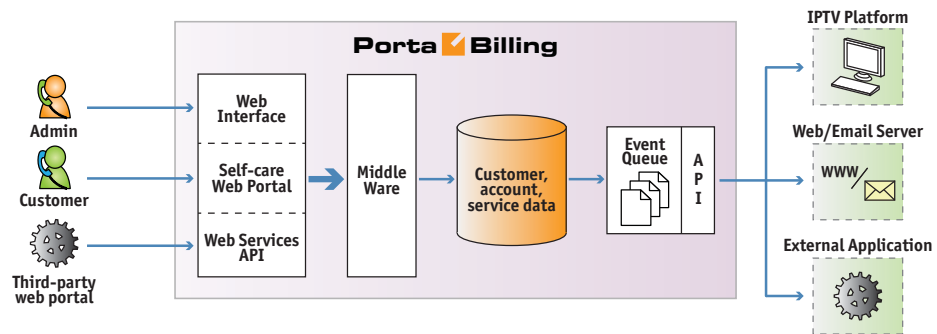 IPTV Platform
Porta Billing
Admin
Web
Interface
Customer
Self-care
Web Portal
Third-party
web portal
Web Services
API
Middle
Ware
Customer,
account,
service data
Event
Queue
A
P
I
Web/Email Server
WWW
External Application